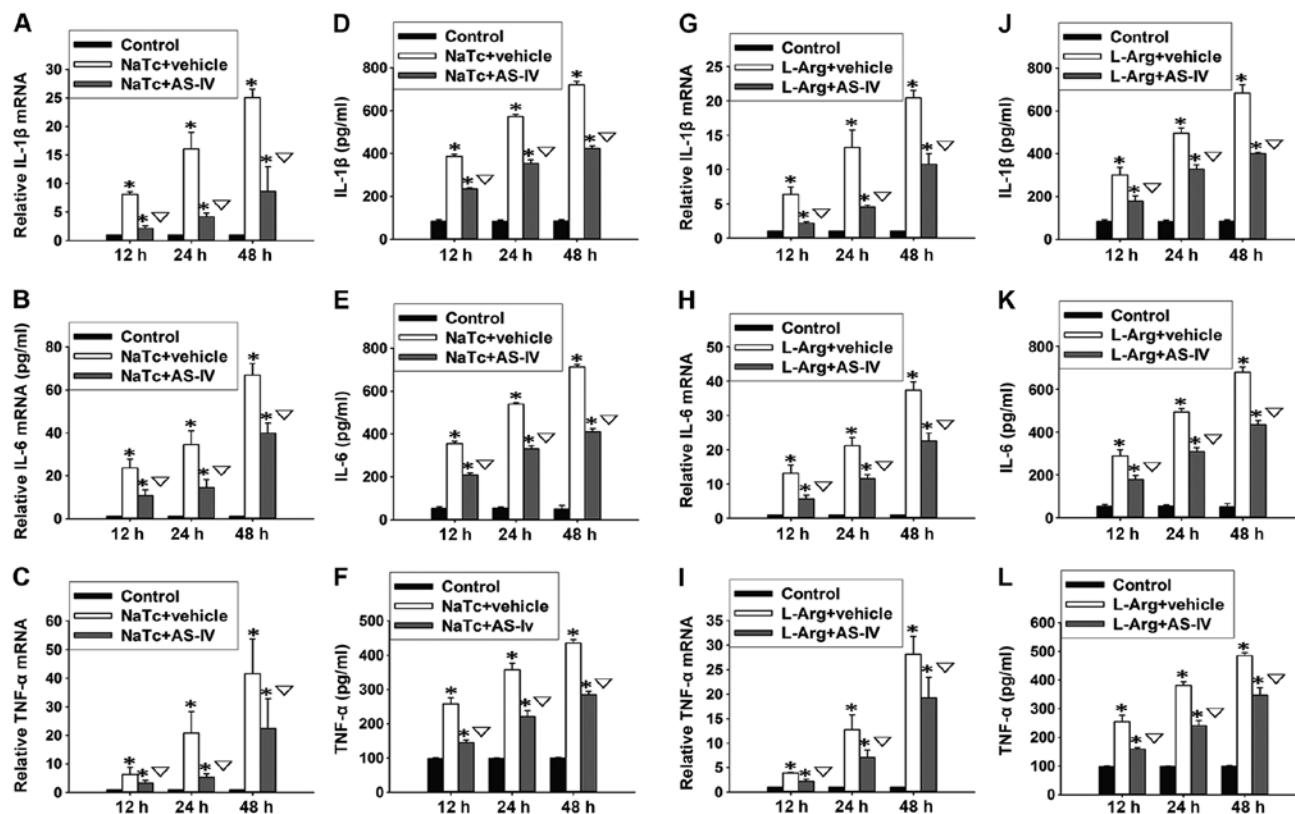 A
Control
NaTc+vehicle
NaTc+AS-IV
Relative IL-1β mRNA
30
25
20
15
10
5
0
* * ▽ * * ▽ * * ▽
12 h 24 h 48 h
D
Control
NaTc+vehicle
NaTc+AS-IV
IL-1β (pg/ml)
800
600
400
200
0
* * ▽ * * ▽ * * ▽
12 h 24 h 48 h
G
Control
L-Arg+vehicle
L-Arg+AS-IV
Relative IL-1β mRNA
25
20
15
10
5
0
* * ▽ * * ▽ * * ▽
12 h 24 h 48 h
J
Control
L-Arg+vehicle
L-Arg+AS-IV
IL-1β (pg/ml)
800
600
400
200
0
* * ▽ * * ▽ * * ▽
12 h 24 h 48 h
B
Control
NaTc+vehicle
NaTc+AS-IV
Relative IL-6 mRNA (pg/ml)
80
60
40
20
0
* * ▽ * * ▽ * * ▽
12 h 24 h 48 h
E
Control
NaTc+vehicle
NaTc+AS-IV
IL-6 (pg/ml)
800
600
400
200
0
* * ▽ * * ▽ * * ▽
12 h 24 h 48 h
H
Control
L-Arg+vehicle
L-Arg+AS-IV
Relative IL-6 mRNA
50
40
30
20
10
0
* * ▽ * * ▽ * * ▽
12 h 24 h 48 h
K
Control
L-Arg+vehicle
L-Arg+AS-IV
IL-6 (pg/ml)
800
600
400
200
0
* * ▽ * * ▽ * * ▽
12 h 24 h 48 h
C
Control
NaTc+vehicle
NaTc+AS-IV
Relative TNF-α mRNA
60
50
40
30
20
10
0
* * ▽ * * ▽ * * ▽
12 h 24 h 48 h
F
Control
NaTc+vehicle
NaTc+AS-Iv
TNF-α (pg/ml)
500
400
300
200
100
0
* * ▽ * * ▽ * * ▽
12 h 24 h 48 h
I
Control
L-Arg+vehicle
L-Arg+AS-IV
Relative TNF-α mRNA
35
30
25
20
15
10
5
0
* * ▽ * * ▽ * * ▽
12 h 24 h 48 h
L
Control
L-Arg+vehicle
L-Arg+AS-IV
TNF-α (pg/ml)
600
500
400
300
200
100
0
* * ▽ * * ▽ * * ▽
12 h 24 h 48 h